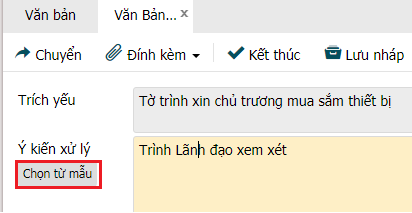 Văn bản Văn Bản... x
Chuyển Đính kèm Kết thúc Lưu nháp
Trích yếu Tờ trình xin chủ trương mua sắm thiết bị
Ý kiến xử lý Trình Lãnh đạo xem xét
Chọn từ mẫu